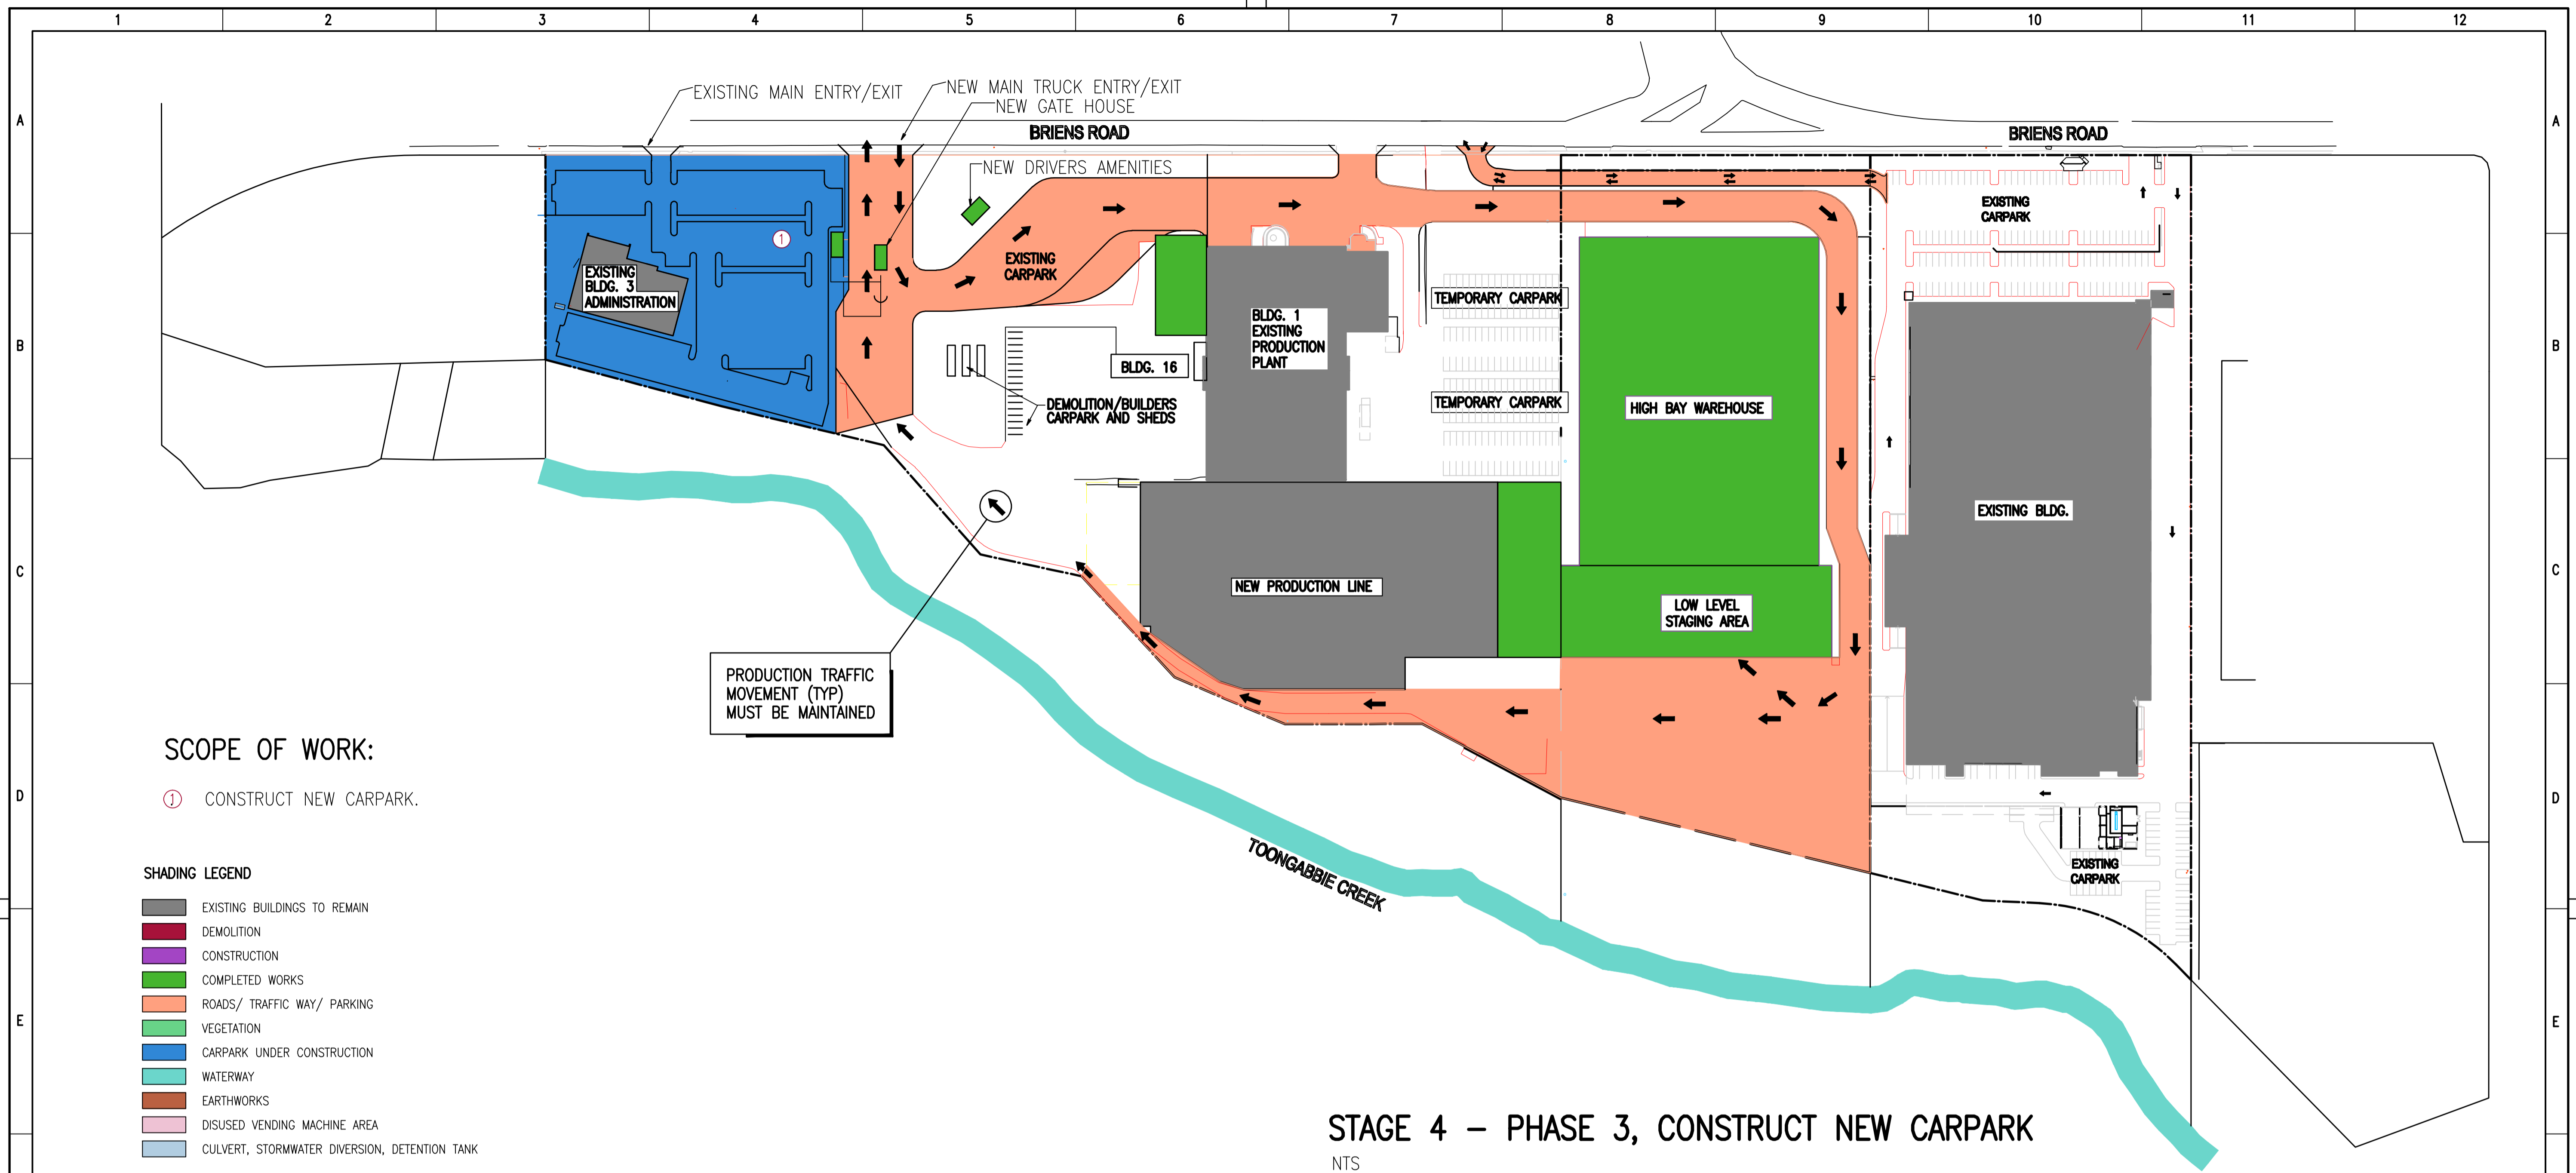 1 2 3 4 5 6 7 8 9 10 11 12
A A
B B
C C
D D
E E
EXISTING MAIN ENTRY/EXIT
NEW MAIN TRUCK ENTRY/EXIT
NEW GATE HOUSE
BRIENS ROAD
BRIENS ROAD
NEW DRIVERS AMENITIES
1
EXISTING
BLDG. 3
ADMINISTRATION
EXISTING
CARPARK
BLDG. 16
DEMOLITION/BUILDERS
CARPARK AND SHEDS
BLDG. 1
EXISTING
PRODUCTION
PLANT
TEMPORARY CARPARK
TEMPORARY CARPARK
HIGH BAY WAREHOUSE
EXISTING
CARPARK
EXISTING BLDG.
NEW PRODUCTION LINE
LOW LEVEL
STAGING AREA
PRODUCTION TRAFFIC
MOVEMENT (TYP)
MUST BE MAINTAINED
TOONGABBIE CREEK
EXISTING
CARPARK
SCOPE OF WORK:
1 CONSTRUCT NEW CARPARK.
SHADING LEGEND
EXISTING BUILDINGS TO REMAIN
DEMOLITION
CONSTRUCTION
COMPLETED WORKS
ROADS/ TRAFFIC WAY/ PARKING
VEGETATION
CARPARK UNDER CONSTRUCTION
WATERWAY
EARTHWORKS
DISUSED VENDING MACHINE AREA
CULVERT, STORMWATER DIVERSION, DETENTION TANK
STAGE 4 – PHASE 3, CONSTRUCT NEW CARPARK
NTS